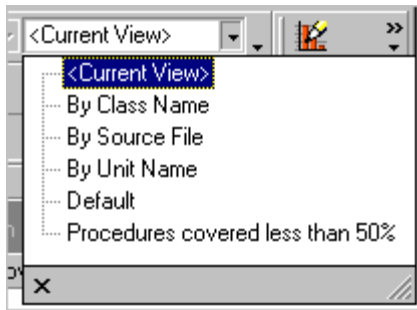 <Current View>
<Current View>
By Class Name
By Source File
By Unit Name
Default
Procedures covered less than 50%